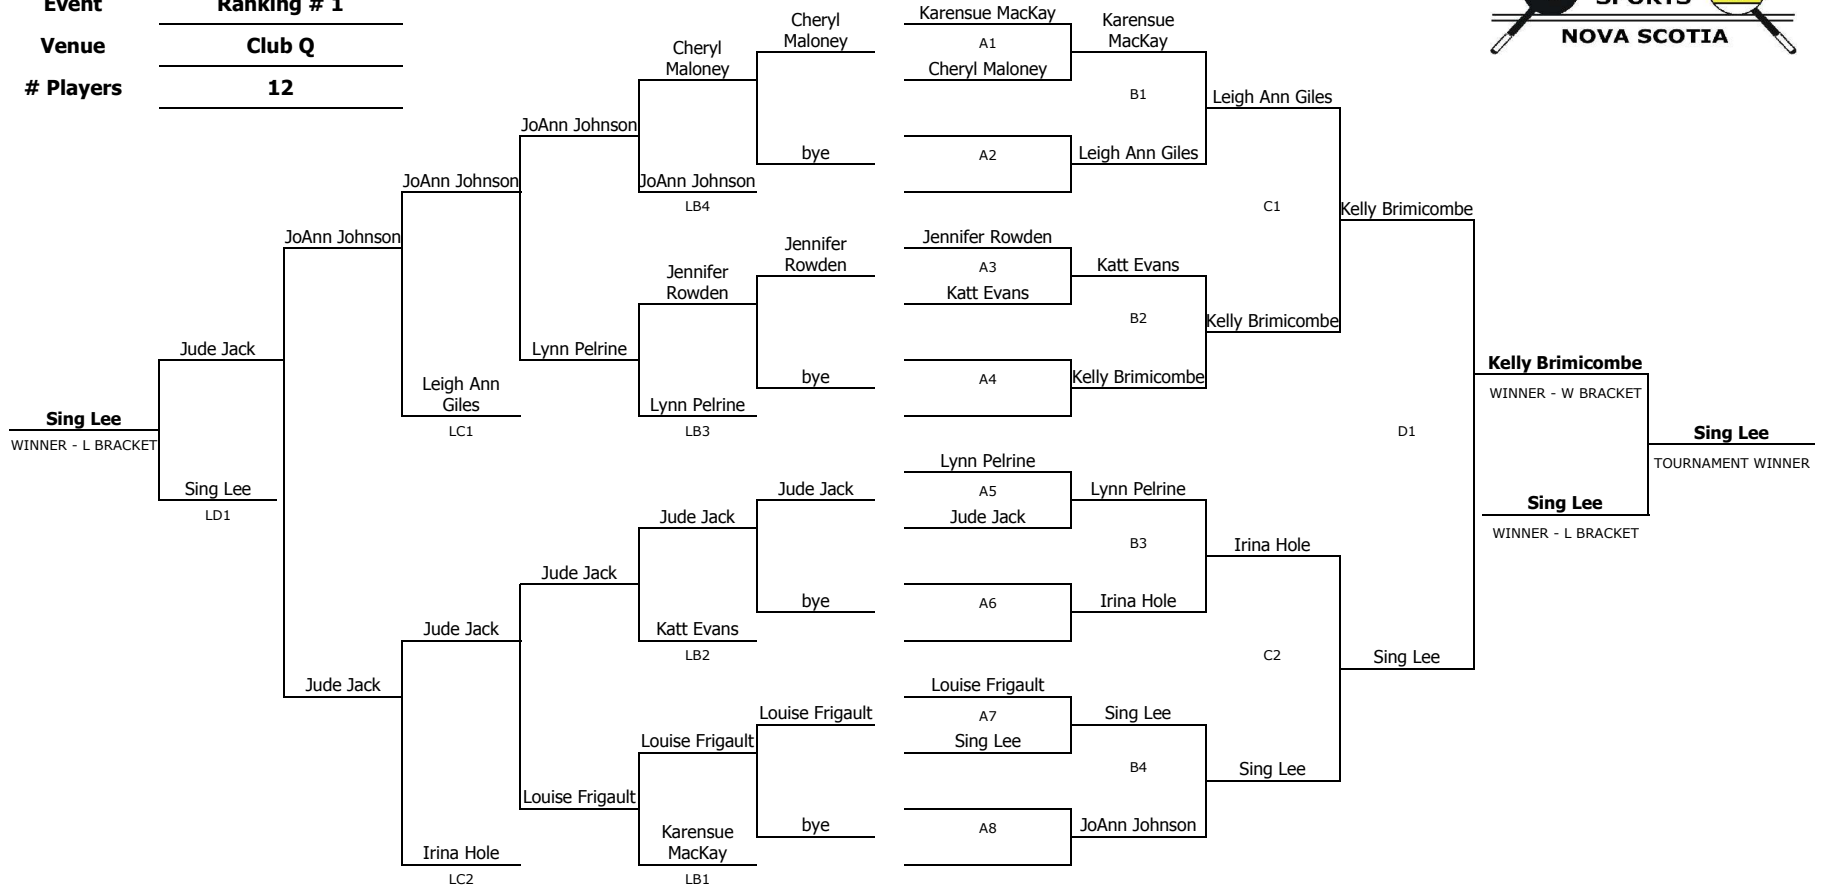 Event Ranking # 1
Venue Club Q
# Players 12
SPORTS
NOVA SCOTIA
Cheryl
Maloney
Cheryl
Maloney
JoAnn Johnson
bye
JoAnn Johnson
JoAnn Johnson
LB4
JoAnn Johnson
Jennifer
Rowden
Jennifer
Rowden
Lynn Pelrine
Jude Jack
bye
Leigh Ann
Giles
LC1
Lynn Pelrine
LB3
Sing Lee
WINNER - L BRACKET
Sing Lee
LD1
Jude Jack
Jude Jack
Jude Jack
bye
Jude Jack
Katt Evans
LB2
Jude Jack
Louise Frigault
Louise Frigault
Louise Frigault
bye
Irina Hole
LC2
Karensue
MacKay
LB1
Karensue MacKay
A1
Cheryl Maloney
A2
Jennifer Rowden
A3
Katt Evans
A4
Lynn Pelrine
A5
Jude Jack
A6
Louise Frigault
A7
Sing Lee
A8
Karensue
MacKay
B1
Leigh Ann Giles
Katt Evans
B2
Kelly Brimicombe
Lynn Pelrine
B3
Irina Hole
Sing Lee
B4
JoAnn Johnson
Leigh Ann Giles
C1
Kelly Brimicombe
Irina Hole
C2
Sing Lee
Kelly Brimicombe
D1
Sing Lee
Kelly Brimicombe
WINNER - W BRACKET
Sing Lee
WINNER - L BRACKET
Sing Lee
TOURNAMENT WINNER